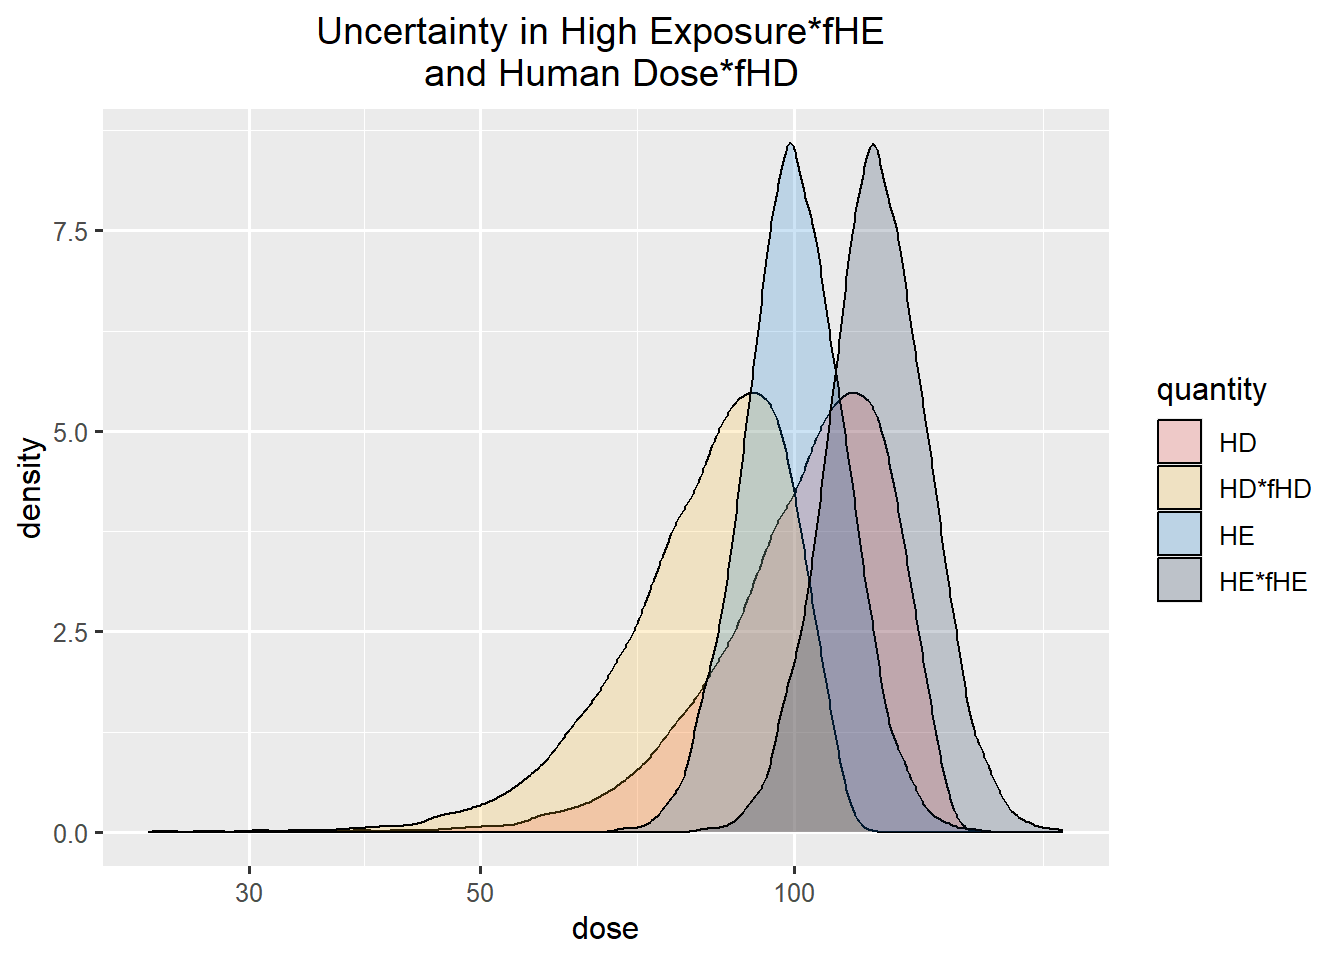 Uncertainty in High Exposure*fHE
and Human Dose*fHD
7.5
5.0
2.5
0.0
density
30
50
100
dose
quantity
HD
HD*fHD
HE
HE*fHE